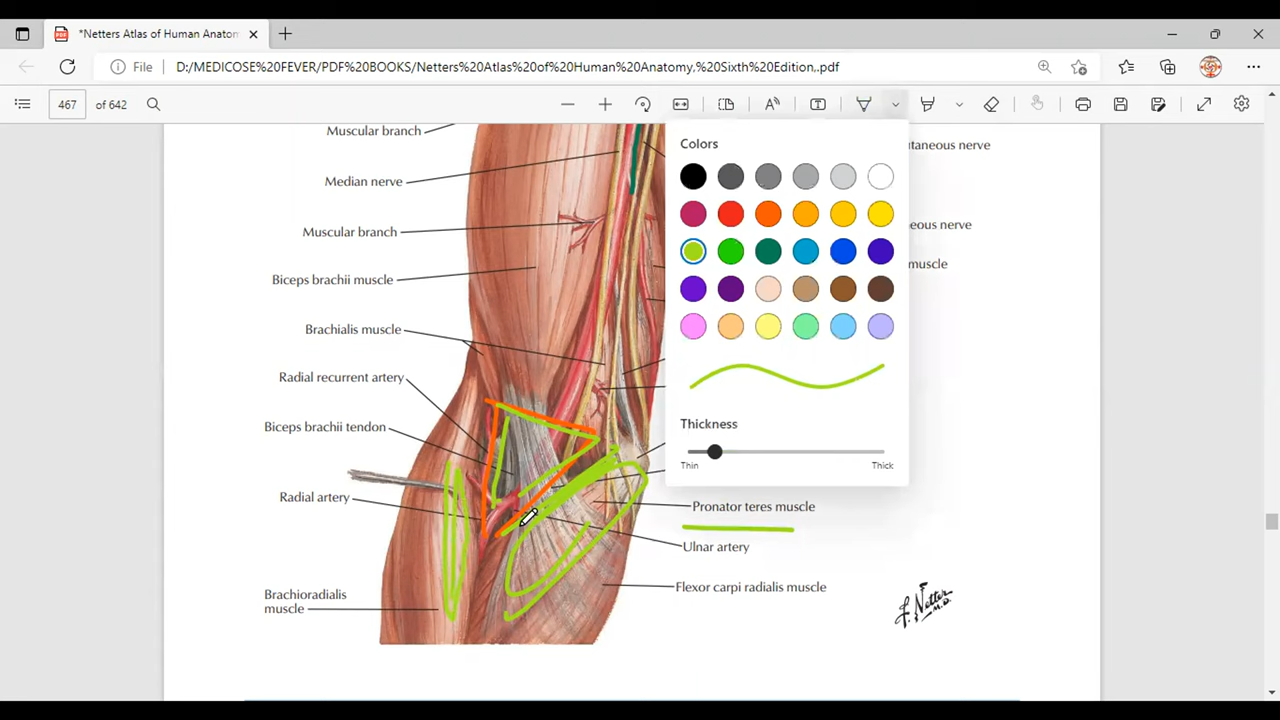 *Netters Atlas of Human Anatom
File
D:/MEDICOSE%20FEVER/PDF%20BOOKS/Netters%20Atlas%20of%20Human%20Anatomy,%20Sixth%20Edition,.pdf
467
of 642
Muscular branch
Median nerve
Muscular branch
Biceps brachii muscle
Brachialis muscle
Radial recurrent artery
Biceps brachii tendon
Radial artery
Brachioradialis
muscle
Colors
Thickness
Thin
Thick
utaneous nerve
eous nerve
muscle
Pronator teres muscle
Ulnar artery
Flexor carpi radialis muscle
F. Netter
M.D.